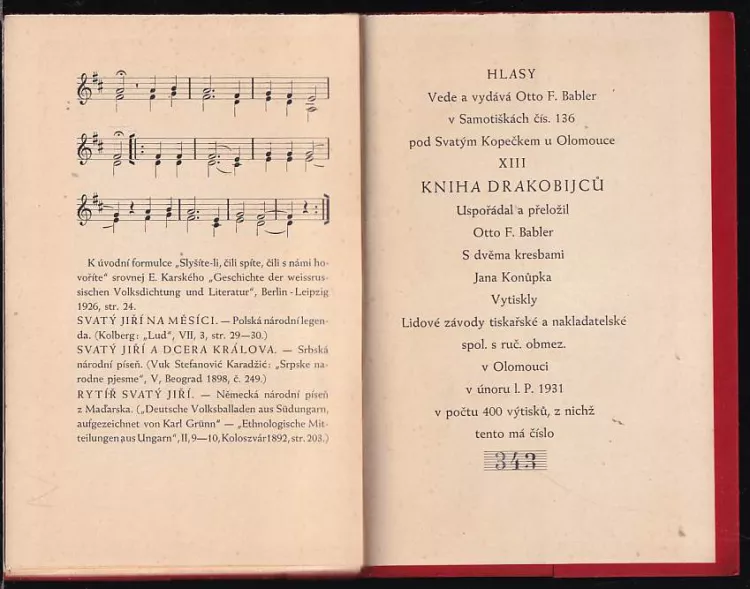 K úvodní formulce „Slyšíte-li, čili spíte, čili s námi ho-
voříte“ srovnej E. Karského „Geschichte der weissrus-
sischen Volksdichtung und Literatur“, Berlin-Leipzig
1926, str. 24.
SVATÝ JIŘÍ NA MĚSÍCI. — Polská národní legen-
da. (Kolberg: „Lud“, VII, 3, str. 29—30.)
SVATÝ JIŘÍ A DCERA KRÁLOVA. — Srbská
národní píseň. (Vuk Stefanović Karadžić: „Srpske na-
rodne pjesme“, V, Beograd 1898, č. 249.)
RYTÍŘ SVATÝ JIŘÍ. — Německá národní píseň
z Maďarska. („Deutsche Volksballaden aus Südungarn,
aufgezeichnet von Karl Grünn“ — „Ethnologische Mit-
teilungen aus Ungarn“, II, 9—10, Koloszvár 1892, str. 203.)
HLASY
Vede a vydává Otto F. Babler
v Samotiškách čís. 136
pod Svatým Kopečkem u Olomouce
XIII
KNIHA DRAKOBIJCŮ
Uspořádal a přeložil
Otto F. Babler
S dvěma kresbami
Jana Konůpka
Vytiskly
Lidové závody tiskařské a nakladatelské
spol. s ruč. obmez.
v Olomouci
v únoru l. P. 1931
v počtu 400 výtisků, z nichž
tento má číslo
343